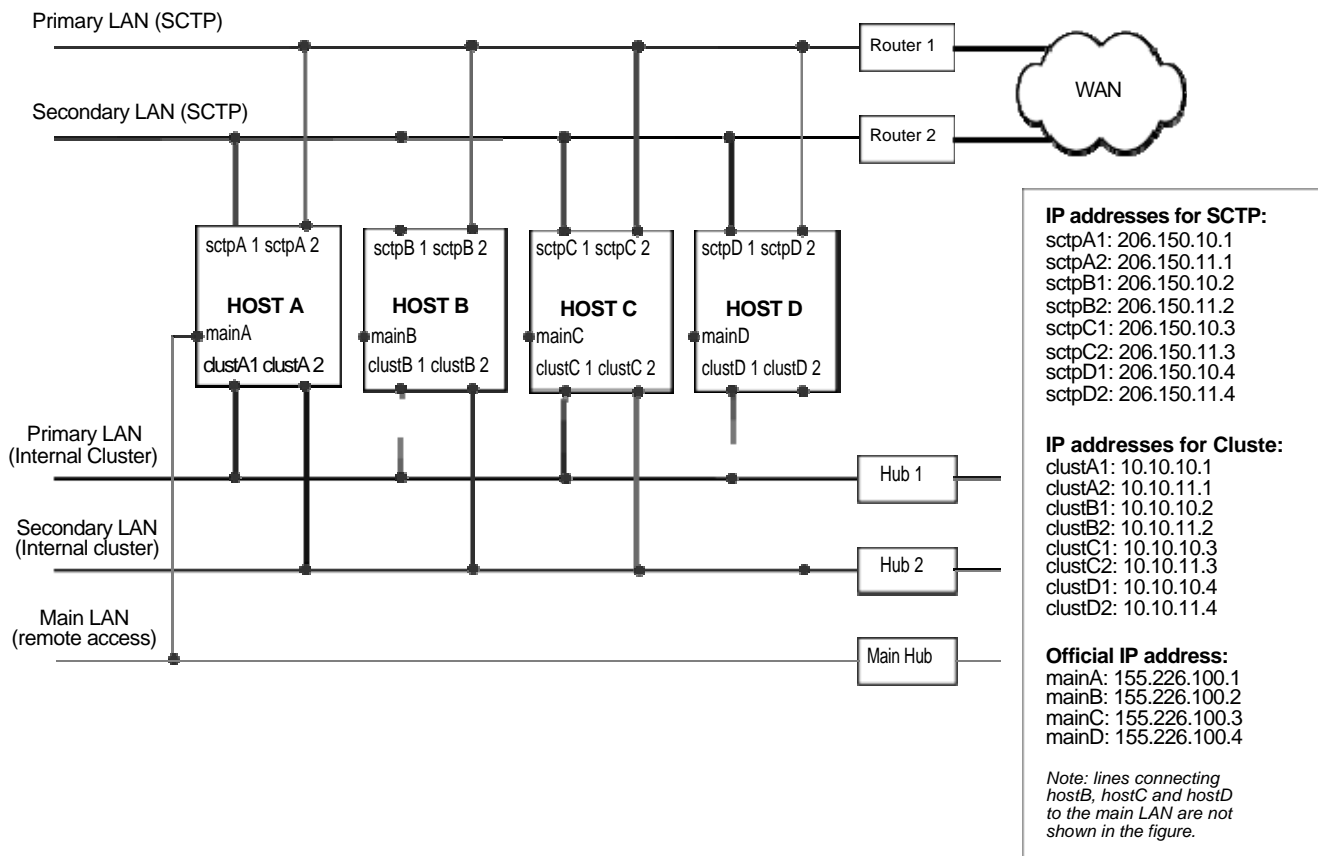 Primary LAN (SCTP)
Router 1
WAN
Secondary LAN (SCTP)
Router 2
sctpA 1 sctpA 2
HOST A
mainA
clustA1 clustA 2
sctpB 1 sctpB 2
HOST B
mainB
clustB 1 clustB 2
sctpC 1 sctpC 2
HOST C
mainC
clustC 1 clustC 2
sctpD 1 sctpD 2
HOST D
mainD
clustD 1 clustD 2
Primary LAN
(Internal Cluster)
Hub 1
Secondary LAN
(Internal cluster)
Hub 2
Main LAN
(remote access)
Main Hub
IP addresses for SCTP:
sctpA1: 206.150.10.1
sctpA2: 206.150.11.1
sctpB1: 206.150.10.2
sctpB2: 206.150.11.2
sctpC1: 206.150.10.3
sctpC2: 206.150.11.3
sctpD1: 206.150.10.4
sctpD2: 206.150.11.4
IP addresses for Cluste:
clustA1: 10.10.10.1
clustA2: 10.10.11.1
clustB1: 10.10.10.2
clustB2: 10.10.11.2
clustC1: 10.10.10.3
clustC2: 10.10.11.3
clustD1: 10.10.10.4
clustD2: 10.10.11.4
Official IP address:
mainA: 155.226.100.1
mainB: 155.226.100.2
mainC: 155.226.100.3
mainD: 155.226.100.4
Note: lines connecting
hostB, hostC and hostD
to the main LAN are not
shown in the figure.